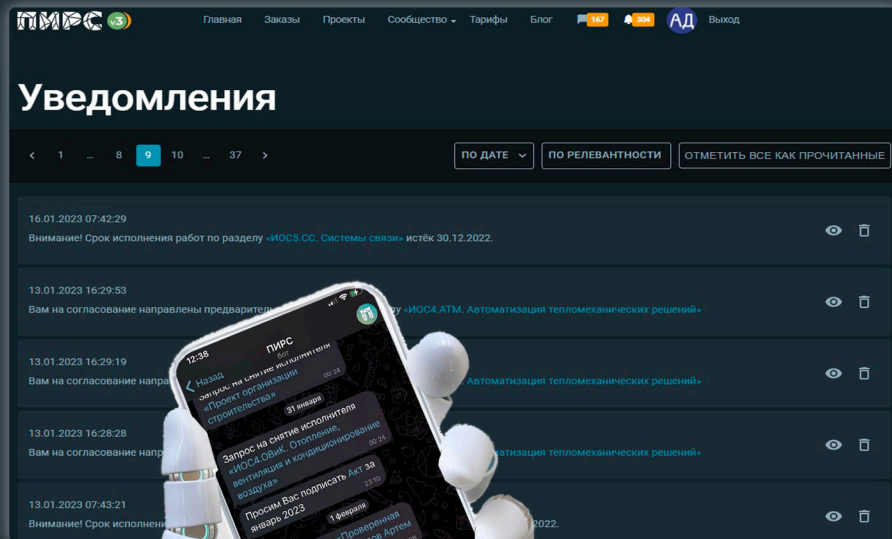 ПИРС v3
Главная Заказы Проекты Сообщество Тарифы Блог 167 304 АД Выход
Уведомления
1 ... 8 9 10 ... 37
ПО ДАТЕ ПО РЕЛЕВАНТНОСТИ ОТМЕТИТЬ ВСЕ КАК ПРОЧИТАННЫЕ
16.01.2023 07:42:29
Внимание! Срок исполнения работ по разделу «ИОС5.СС. Системы связи» истёк 30.12.2022.
13.01.2023 16:29:53
Вам на согласование направлены «ИОС4.АТМ. Автоматизация тепломеханических решений»
13.01.2023 16:29:19
Вам на согласование Автоматизация тепломеханических решений»
13.01.2023 16:28:28
Вам на согласование тепломеханических решений»
13.01.2023 07:43:21
Внимание! Срок 2022.
12:38
Назад
ПИРС
бот
Запрос на снятие исполнителя
«Проект организации
строительства» 00:24
31 января
Запрос на снятие исполнителя
«ИОС4.ОВиК. Отопление,
вентиляция и кондиционирование
воздуха» 00:24
Просим Вас подписать Акт за
январь 2023 23:10
1 февраля
«Проверенная
Артем